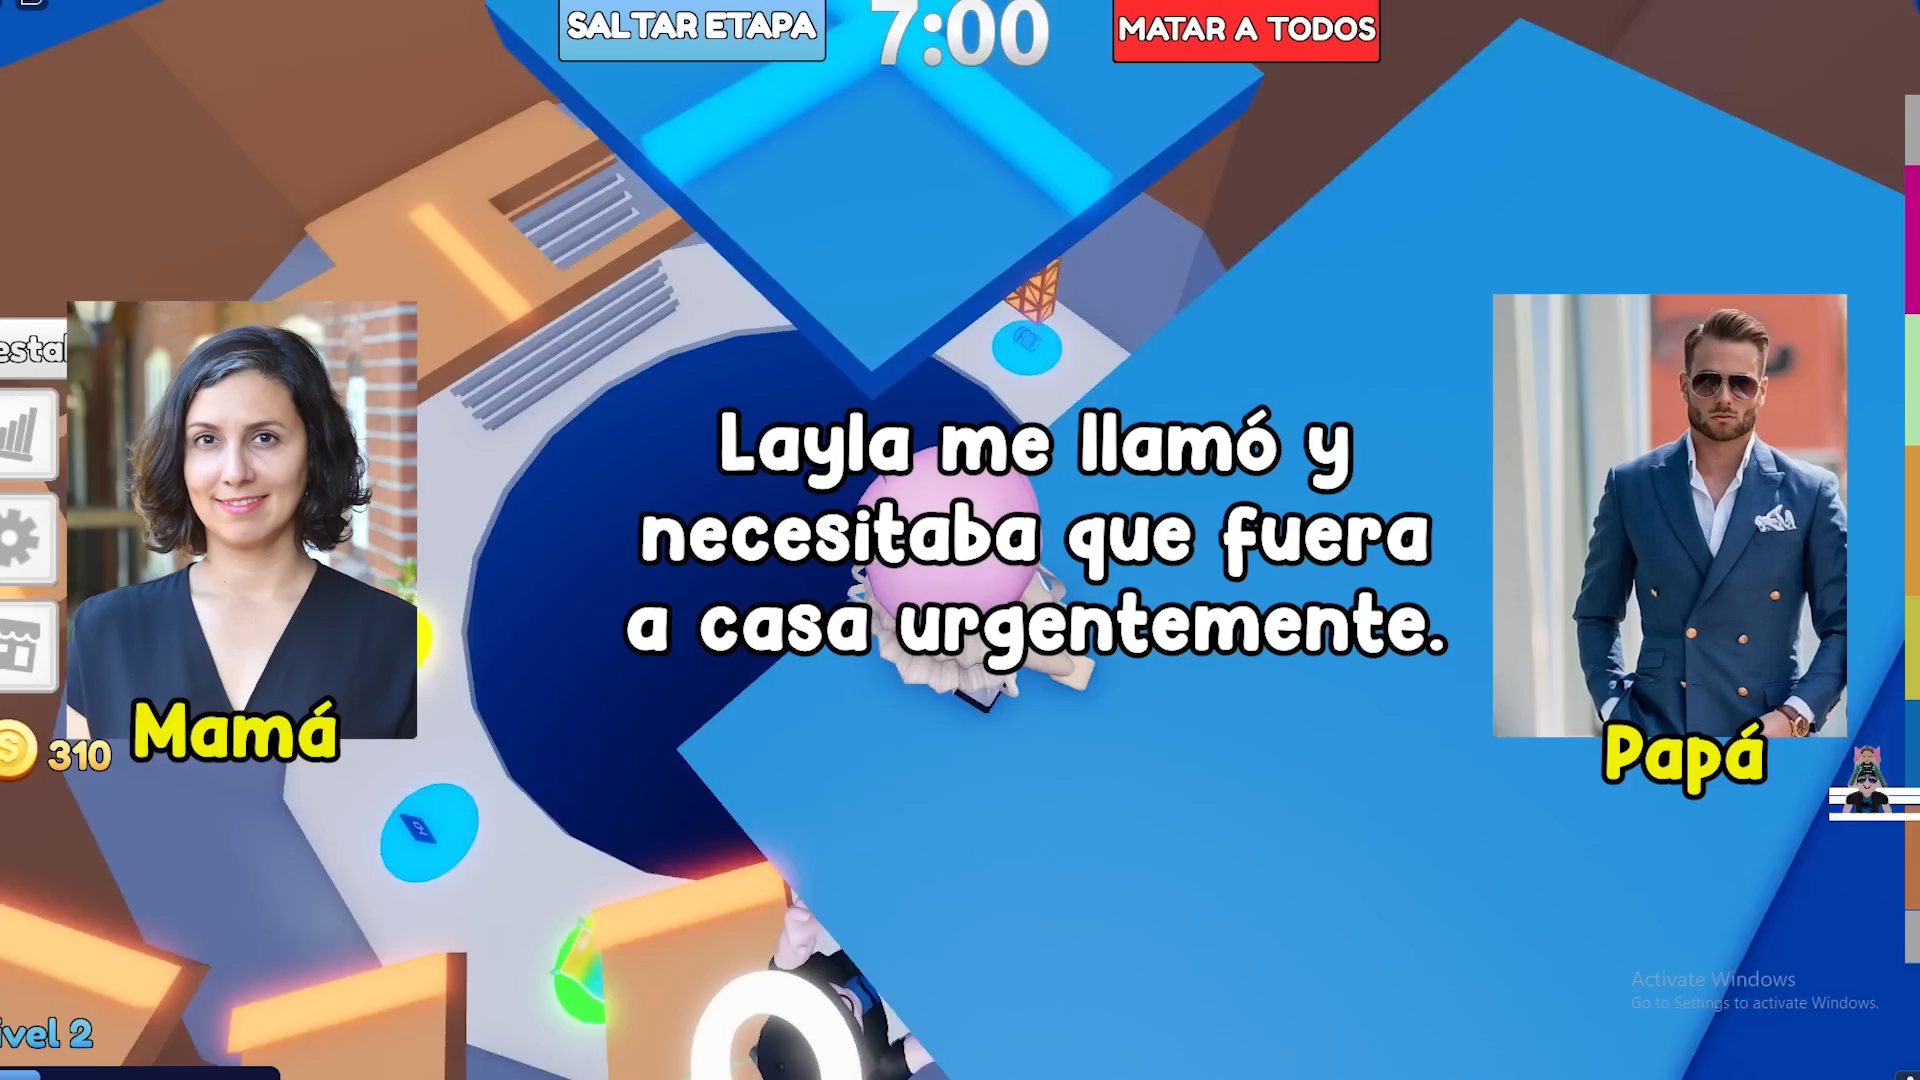 SALTAR ETAPA
7:00
MATAR A TODOS
Layla me llamó y
necesitaba que fuera
a casa urgentemente.
Mamá
Papá
310
Activate Windows
Go to Settings to activate Windows.
ivel 2